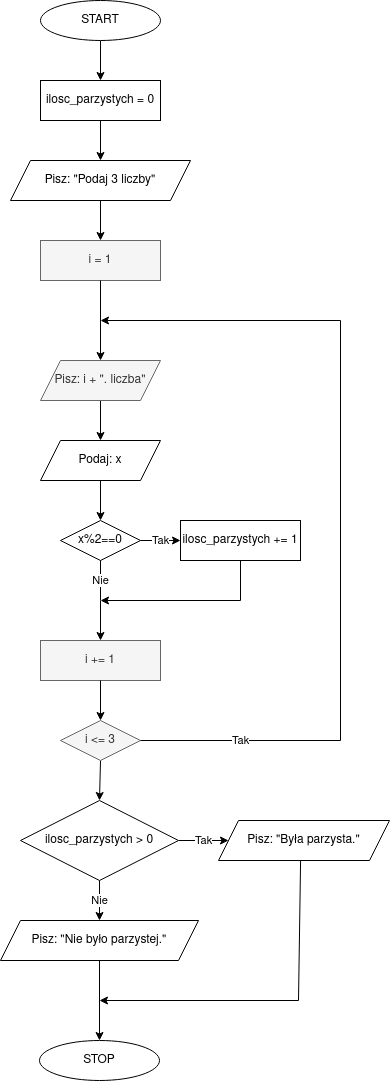 START
ilosc_parzystych = 0
Pisz: "Podaj 3 liczby"
i = 1
Pisz: i + ". liczba"
Podaj: x
x%2==0
Tak
ilosc_parzystych += 1
Nie
i += 1
i <= 3
Tak
ilosc_parzystych > 0
Tak
Pisz: "Była parzysta."
Nie
Pisz: "Nie było parzystej."
STOP